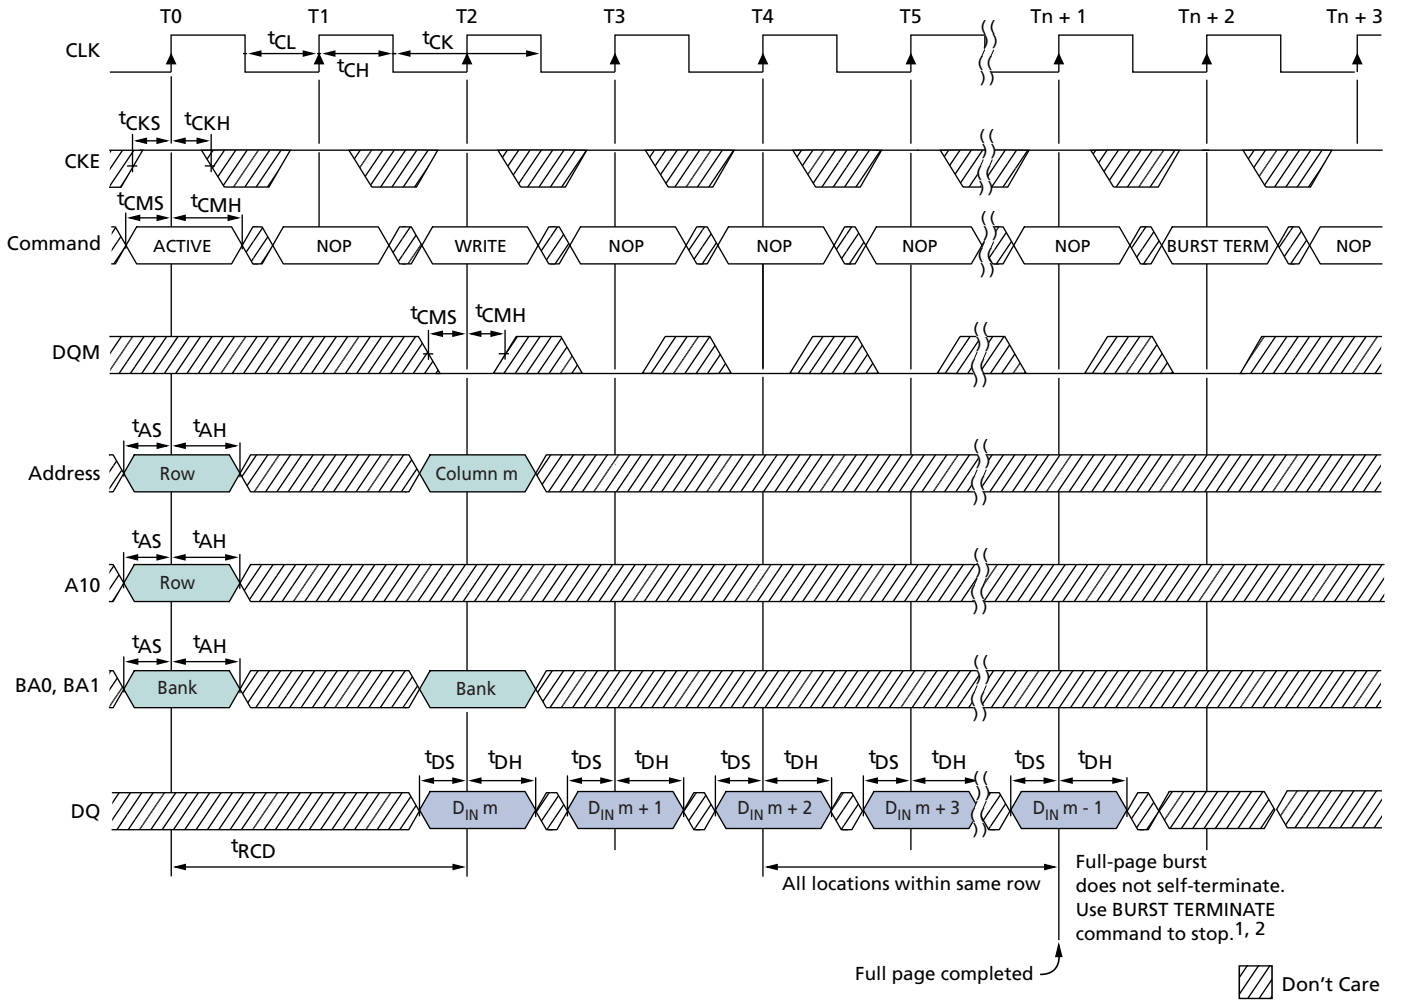 T0 T1 T2 T3 T4 T5 Tn + 1 Tn + 2 Tn + 3
CLK tCL tCH tCK
tCKS tCKH
CKE
tCMS tCMH
Command ACTIVE NOP WRITE NOP NOP NOP NOP BURST TERM NOP
tCMS tCMH
DQM
tAS tAH
Address Row Column m
tAS tAH
A10 Row
tAS tAH
BA0, BA1 Bank Bank
tDS tDH tDS tDH tDS tDH tDS tDH tDS tDH
DQ DIN m DIN m + 1 DIN m + 2 DIN m + 3 DIN m - 1
tRCD
All locations within same row
Full-page burst
does not self-terminate.
Use BURST TERMINATE
command to stop.1, 2
Full page completed
Don't Care